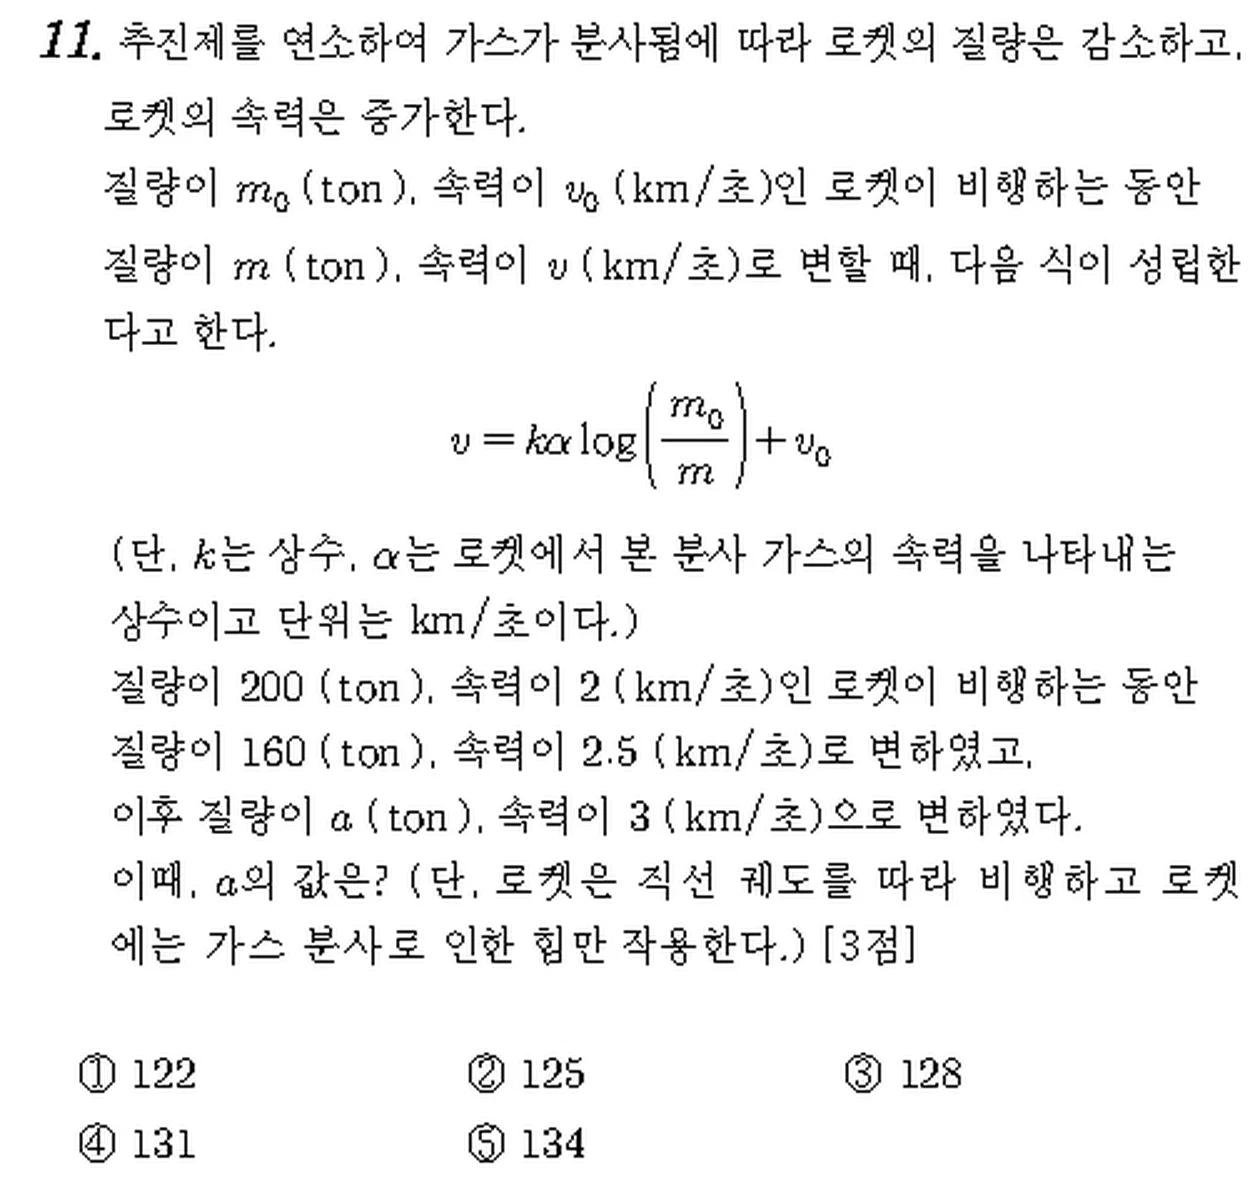 11. 추진제를 연소하여 가스가 분사됨에 따라 로켓의 질량은 감소하고,
로켓의 속력은 증가한다.
질량이 m₀ (ton), 속력이 v₀ (km/초)인 로켓이 비행하는 동안
질량이 m (ton), 속력이 v (km/초)로 변할 때, 다음 식이 성립한
다고 한다.
v = kα log(m₀/m) + v₀
(단, k는 상수, α는 로켓에서 본 분사 가스의 속력을 나타내는
상수이고 단위는 km/초이다.)
질량이 200 (ton), 속력이 2 (km/초)인 로켓이 비행하는 동안
질량이 160 (ton), 속력이 2.5 (km/초)로 변하였고,
이후 질량이 a (ton), 속력이 3 (km/초)으로 변하였다.
이때, a의 값은? (단, 로켓은 직선 궤도를 따라 비행하고 로켓
에는 가스 분사로 인한 힘만 작용한다.) [3점]
① 122 ② 125 ③ 128
④ 131 ⑤ 134